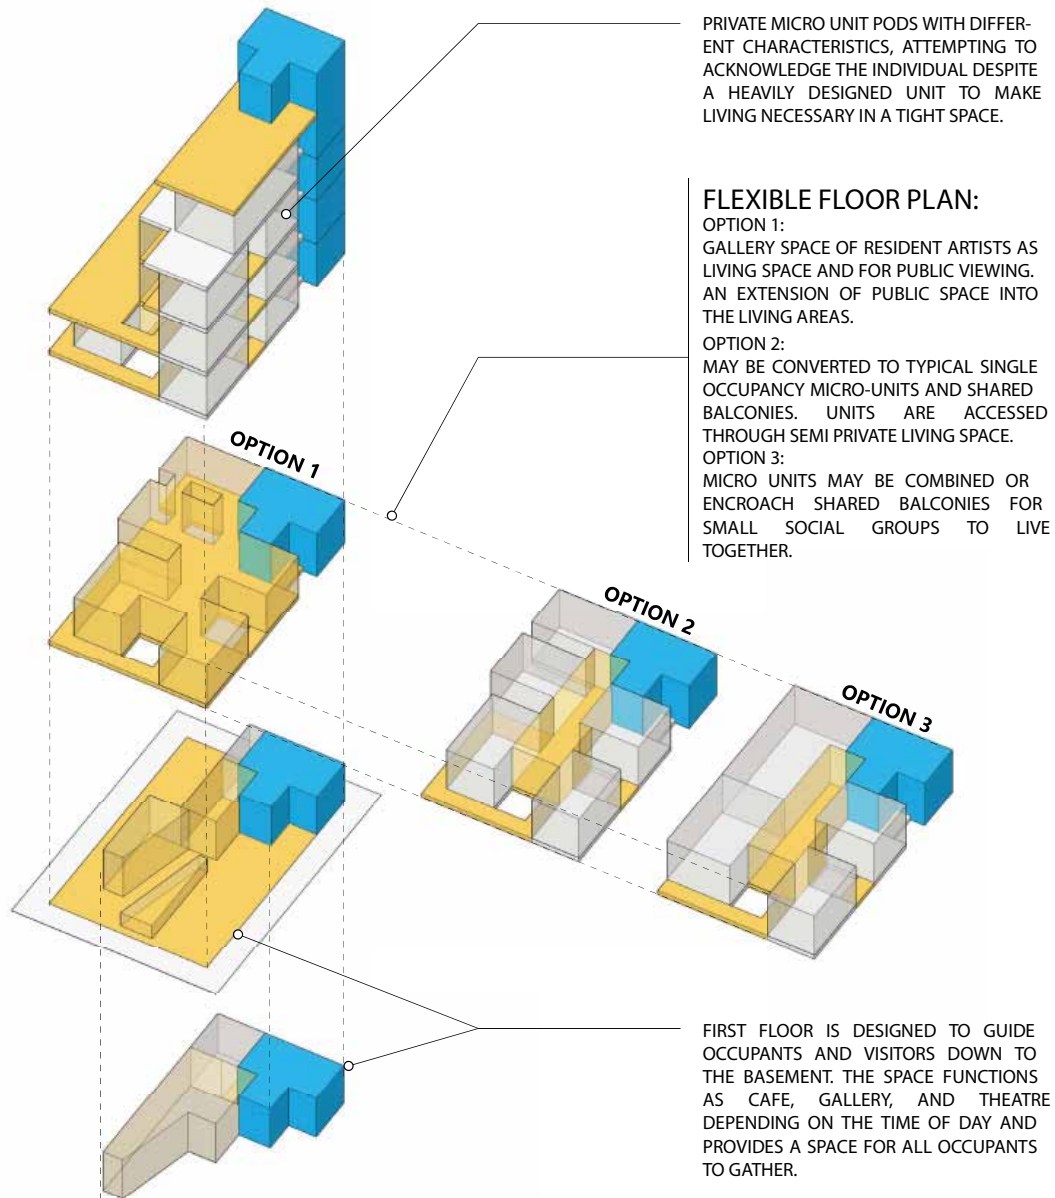 PRIVATE MICRO UNIT PODS WITH DIFFER-
ENT CHARACTERISTICS, ATTEMPTING TO
ACKNOWLEDGE THE INDIVIDUAL DESPITE
A HEAVILY DESIGNED UNIT TO MAKE
LIVING NECESSARY IN A TIGHT SPACE.
FLEXIBLE FLOOR PLAN:
OPTION 1:
GALLERY SPACE OF RESIDENT ARTISTS AS
LIVING SPACE AND FOR PUBLIC VIEWING.
AN EXTENSION OF PUBLIC SPACE INTO
THE LIVING AREAS.
OPTION 2:
MAY BE CONVERTED TO TYPICAL SINGLE
OCCUPANCY MICRO-UNITS AND SHARED
BALCONIES. UNITS ARE ACCESSED
THROUGH SEMI PRIVATE LIVING SPACE.
OPTION 3:
MICRO UNITS MAY BE COMBINED OR
ENCROACH SHARED BALCONIES FOR
SMALL SOCIAL GROUPS TO LIVE
TOGETHER.
OPTION 1
OPTION 2
OPTION 3
FIRST FLOOR IS DESIGNED TO GUIDE
OCCUPANTS AND VISITORS DOWN TO
THE BASEMENT. THE SPACE FUNCTIONS
AS CAFE, GALLERY, AND THEATRE
DEPENDING ON THE TIME OF DAY AND
PROVIDES A SPACE FOR ALL OCCUPANTS
TO GATHER.